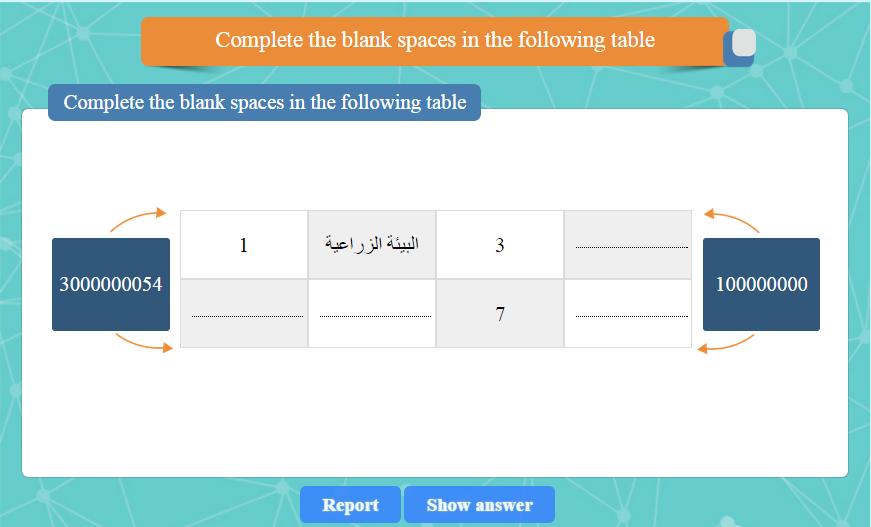 Complete the blank spaces in the following table
Complete the blank spaces in the following table
3000000054
1 البيئة الزراعية 3 ....................
.................... .................... 7 ....................
100000000
Report
Show answer